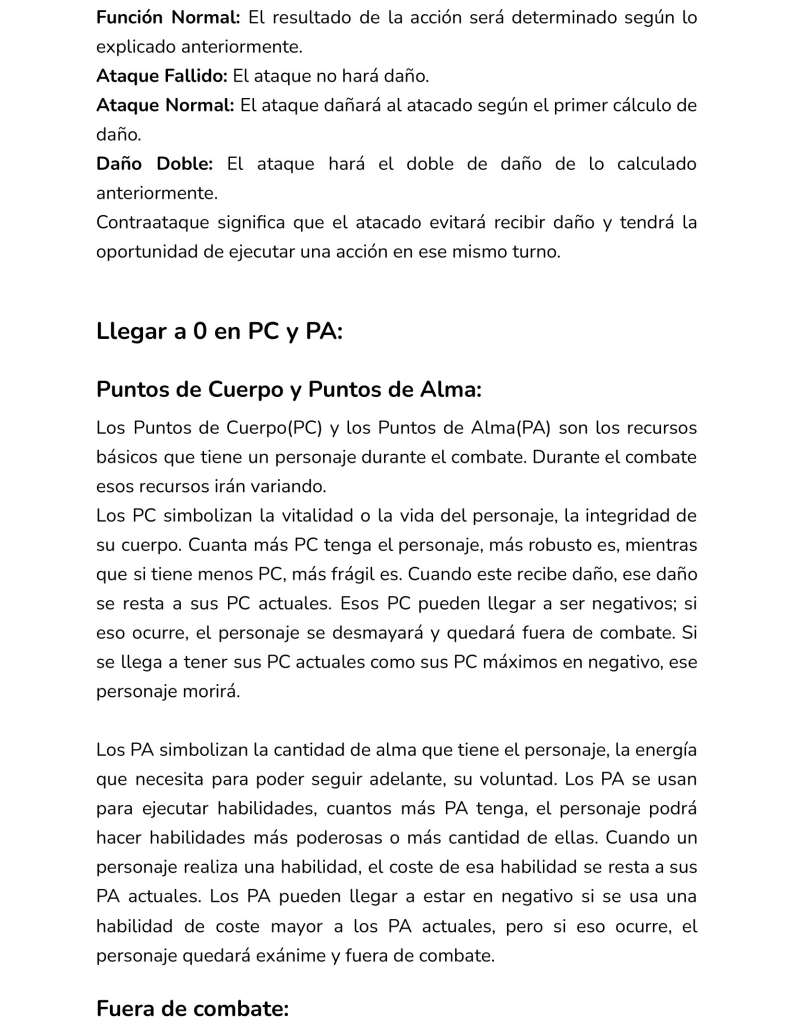 Función Normal: El resultado de la acción será determinado según lo
explicado anteriormente.
Ataque Fallido: El ataque no hará daño.
Ataque Normal: El ataque dañará al atacado según el primer cálculo de
daño.
Daño Doble: El ataque hará el doble de daño de lo calculado
anteriormente.
Contraataque significa que el atacado evitará recibir daño y tendrá la
oportunidad de ejecutar una acción en ese mismo turno.
Llegar a 0 en PC y PA:
Puntos de Cuerpo y Puntos de Alma:
Los Puntos de Cuerpo(PC) y los Puntos de Alma(PA) son los recursos
básicos que tiene un personaje durante el combate. Durante el combate
esos recursos irán variando.
Los PC simbolizan la vitalidad o la vida del personaje, la integridad de
su cuerpo. Cuanta más PC tenga el personaje, más robusto es, mientras
que si tiene menos PC, más frágil es. Cuando este recibe daño, ese daño
se resta a sus PC actuales. Esos PC pueden llegar a ser negativos; si
eso ocurre, el personaje se desmayará y quedará fuera de combate. Si
se llega a tener sus PC actuales como sus PC máximos en negativo, ese
personaje morirá.
Los PA simbolizan la cantidad de alma que tiene el personaje, la energía
que necesita para poder seguir adelante, su voluntad. Los PA se usan
para ejecutar habilidades, cuantos más PA tenga, el personaje podrá
hacer habilidades más poderosas o más cantidad de ellas. Cuando un
personaje realiza una habilidad, el coste de esa habilidad se resta a sus
PA actuales. Los PA pueden llegar a estar en negativo si se usa una
habilidad de coste mayor a los PA actuales, pero si eso ocurre, el
personaje quedará exánime y fuera de combate.
Fuera de combate: